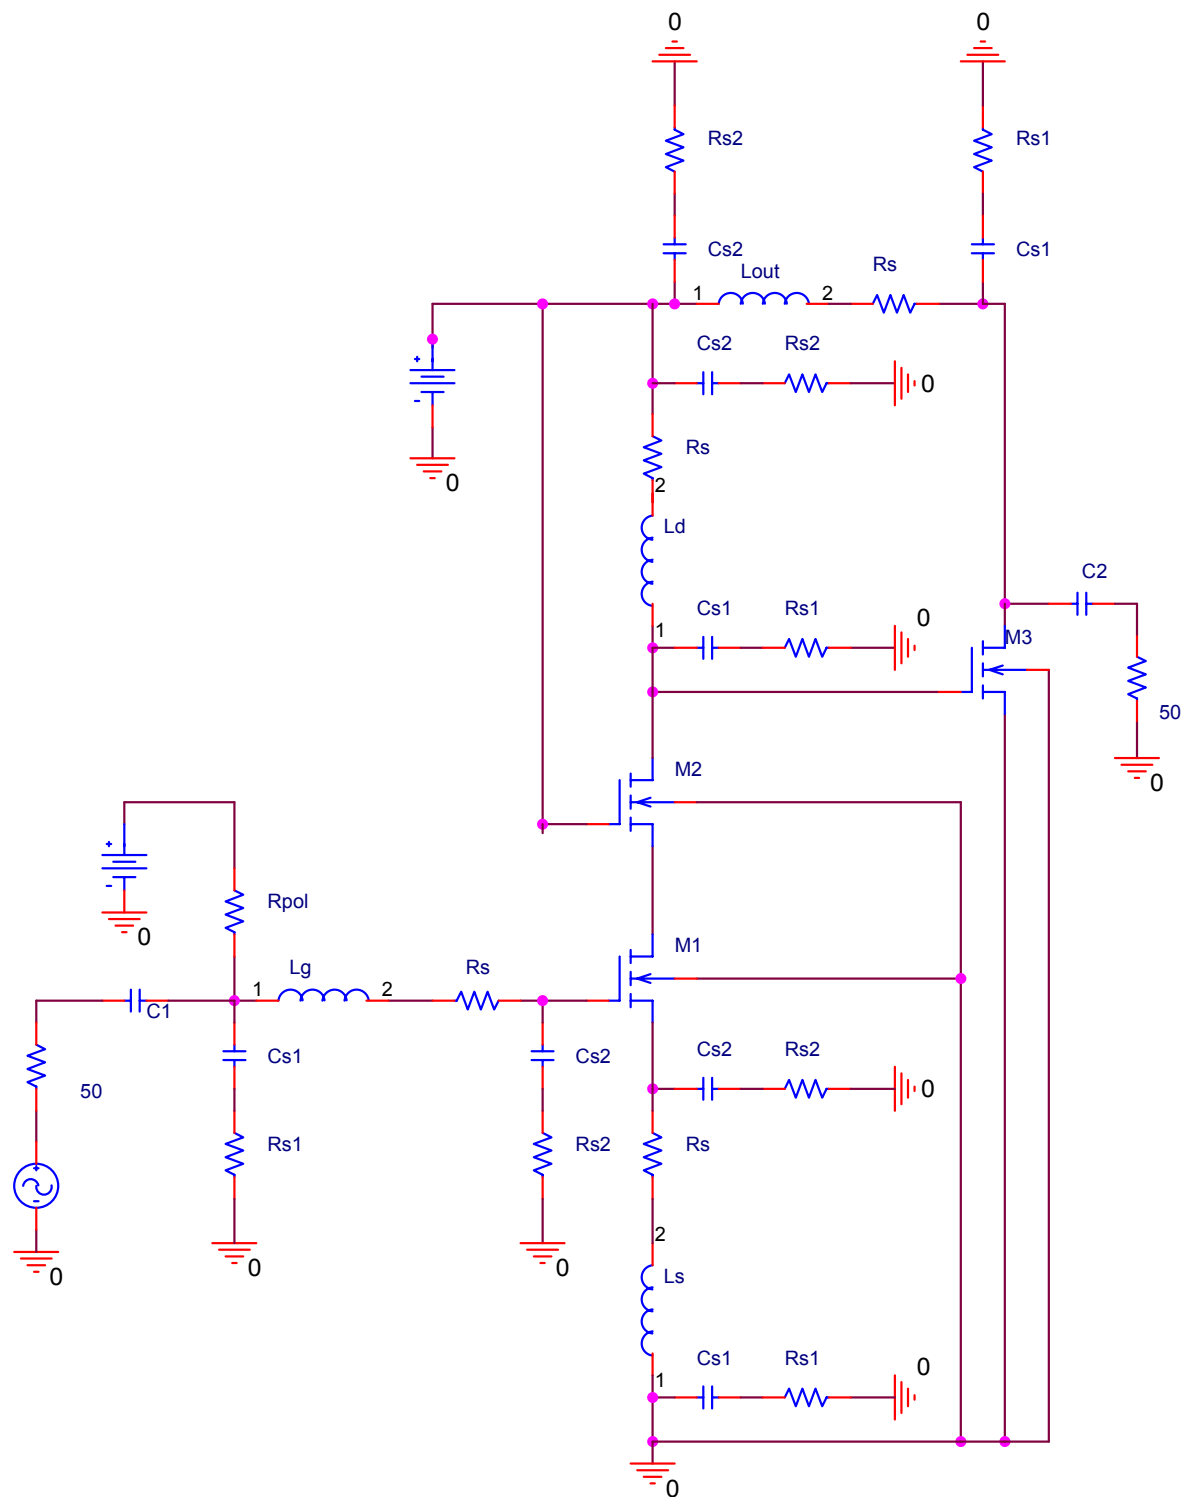 0 0
Rs2 Rs1
Cs2 Cs1
Lout Rs
1 2
Cs2 Rs2
+
- 0
Rs
0
2
Ld
C2
Cs1 Rs1 0
1 M3
50
M2
0
+
-
Rpol
0
M1
Lg Rs
1 2
C1
Cs1 Cs2 Cs2 Rs2
50 0
Rs1 Rs2 Rs
+
-
2
0 0 0
Ls
Cs1 Rs1 0
1
0